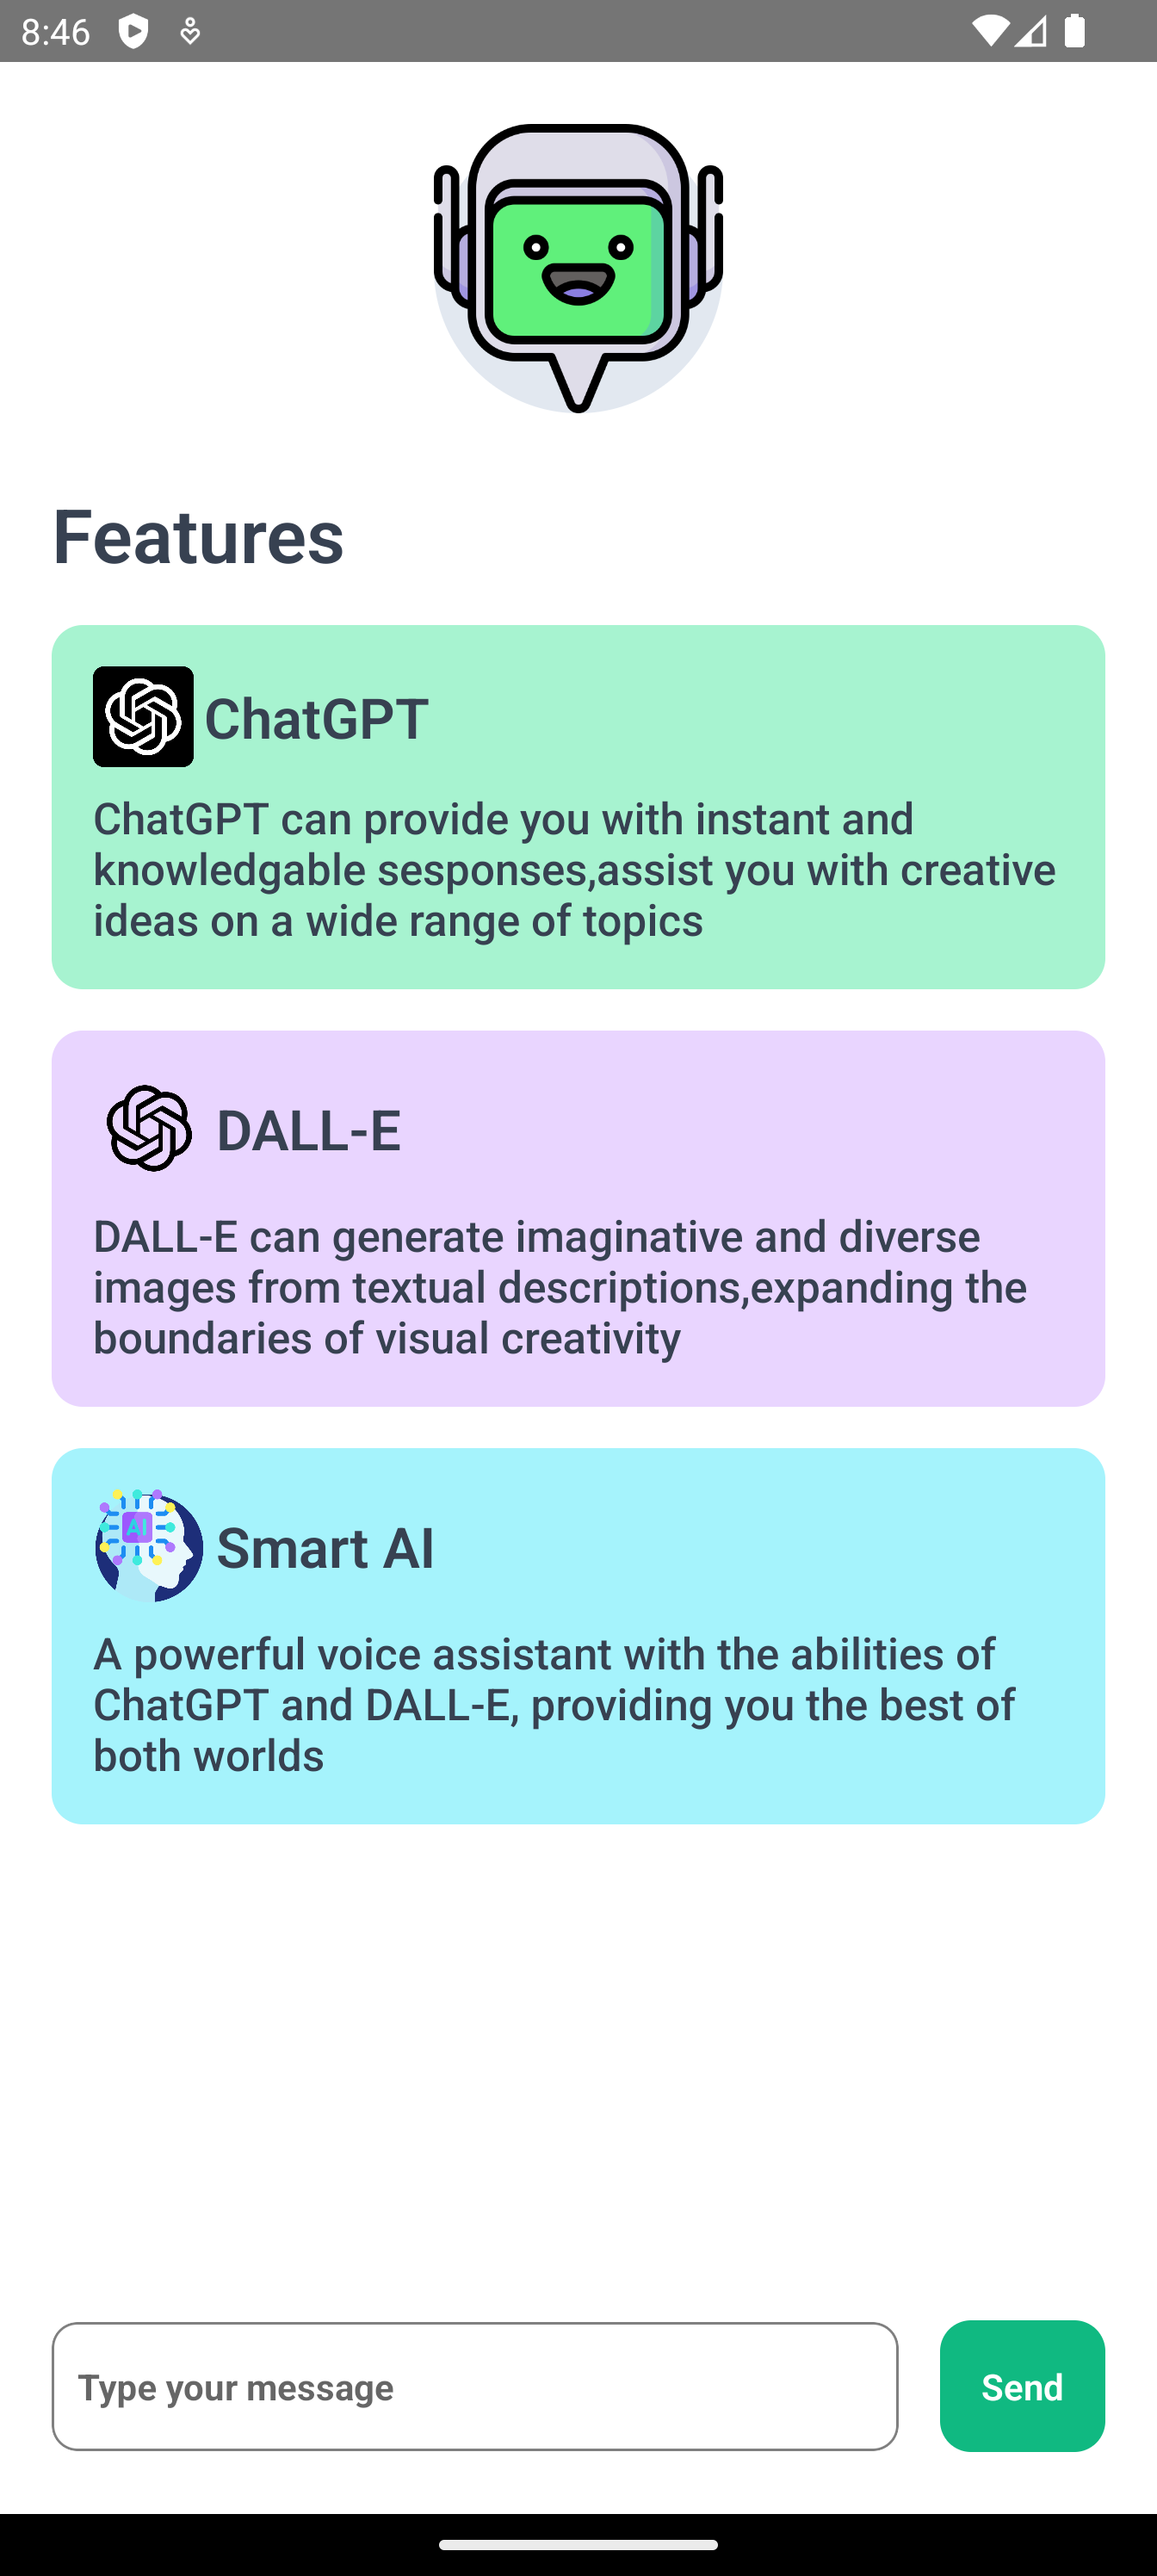 8:46
Features
ChatGPT
ChatGPT can provide you with instant and
knowledgable sesponses,assist you with creative
ideas on a wide range of topics
DALL-E
DALL-E can generate imaginative and diverse
images from textual descriptions,expanding the
boundaries of visual creativity
AI
Smart AI
A powerful voice assistant with the abilities of
ChatGPT and DALL-E, providing you the best of
both worlds
Type your message
Send